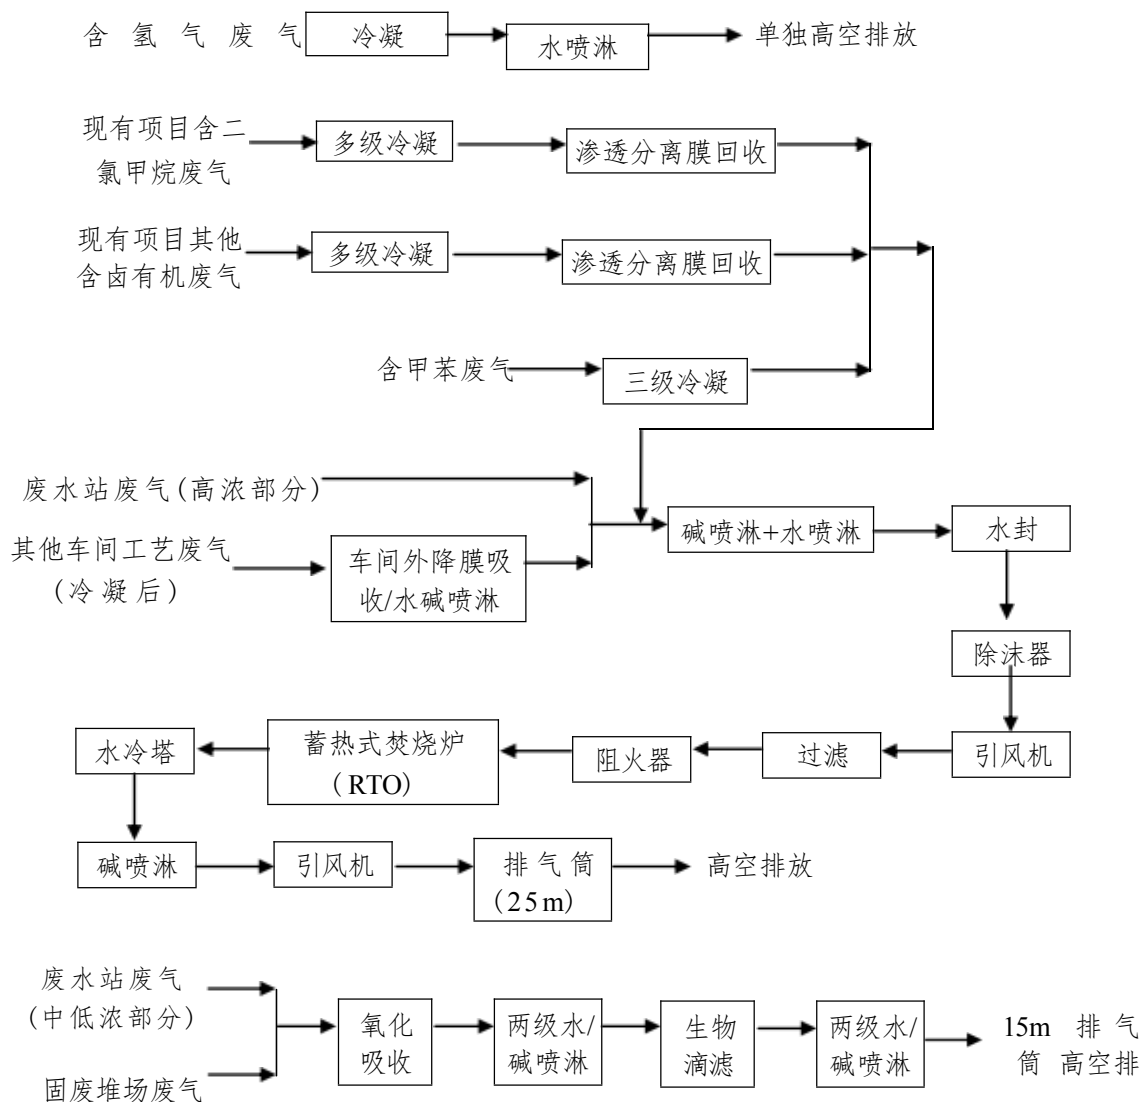 含氢气废气
冷凝
水喷淋
单独高空排放
现有项目含二
氯甲烷废气
多级冷凝
渗透分离膜回收
现有项目其他
含卤有机废气
多级冷凝
渗透分离膜回收
含甲苯废气
三级冷凝
废水站废气(高浓部分)
其他车间工艺废气
(冷凝后)
车间外降膜吸
收/水碱喷淋
碱喷淋+水喷淋
水封
除沫器
引风机
过滤
阻火器
蓄热式焚烧炉
(RTO)
水冷塔
碱喷淋
引风机
排气筒
(25m)
高空排放
废水站废气
(中低浓部分)
固废堆场废气
氧化
吸收
两级水/
碱喷淋
生物
滴滤
两级水/
碱喷淋
15m 排气
筒 高空排